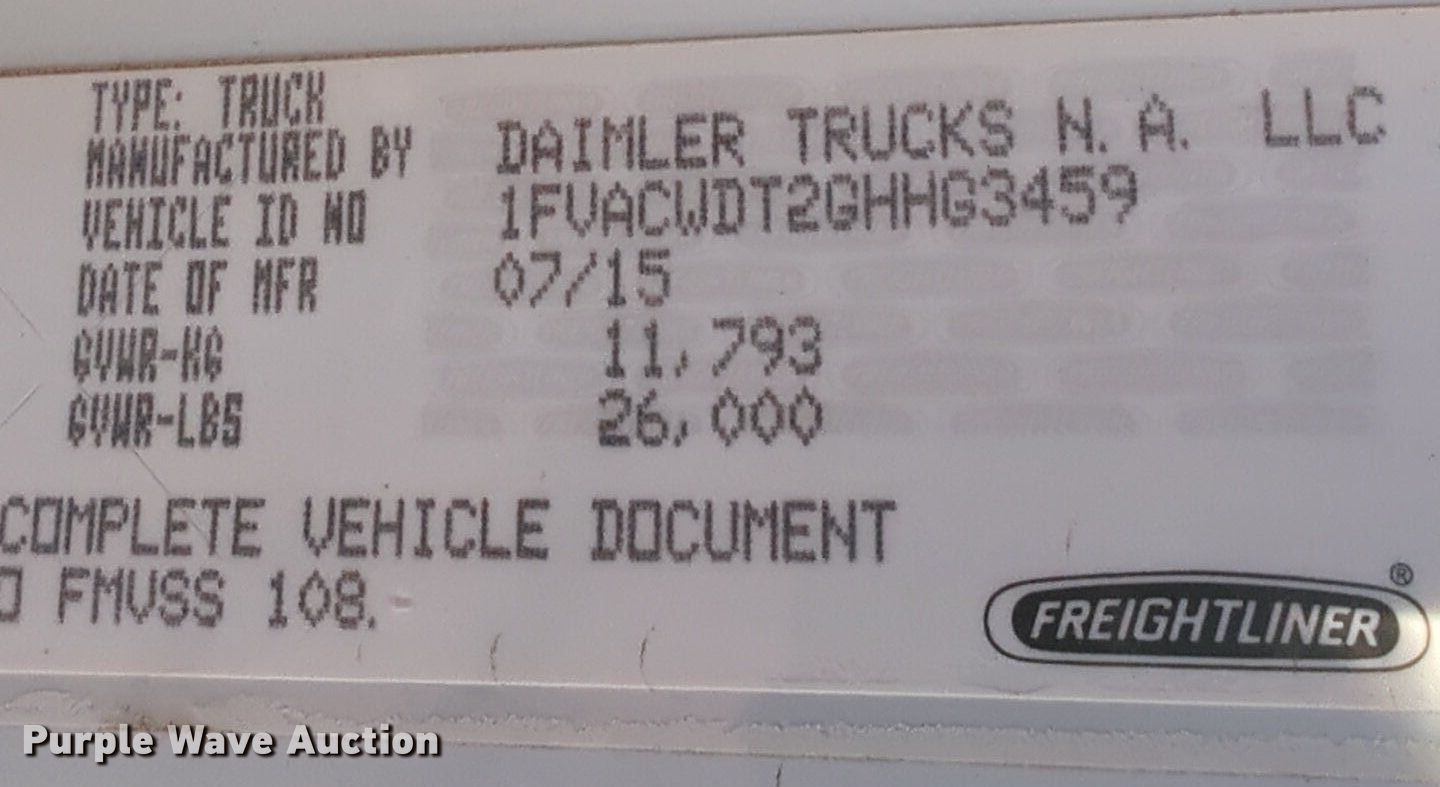 TYPE: TRUCK
MANUFACTURED BY DAIMLER TRUCKS N.A. LLC
VEHICLE ID NO 1FVACWDT2GHHG3459
DATE OF MFR 07/15
GVWR-KG 11,793
GVWR-LBS 26,000
COMPLETE VEHICLE DOCUMENT
FMVSS 108.
FREIGHTLINER®
Purple Wave Auction